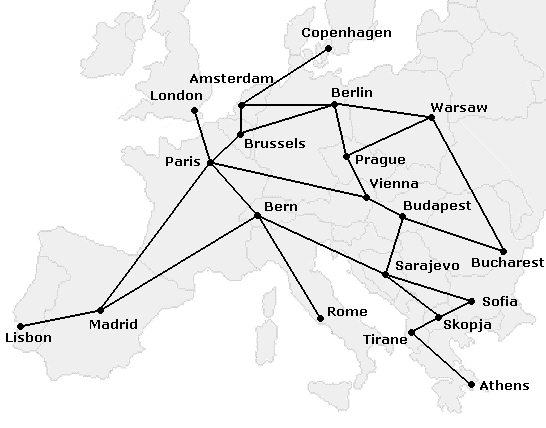 Copenhagen
Amsterdam
London
Berlin
Warsaw
Brussels
Paris
Prague
Vienna
Bern
Budapest
Sarajevo
Bucharest
Sofia
Rome
Skopja
Madrid
Lisbon
Tirane
Athens